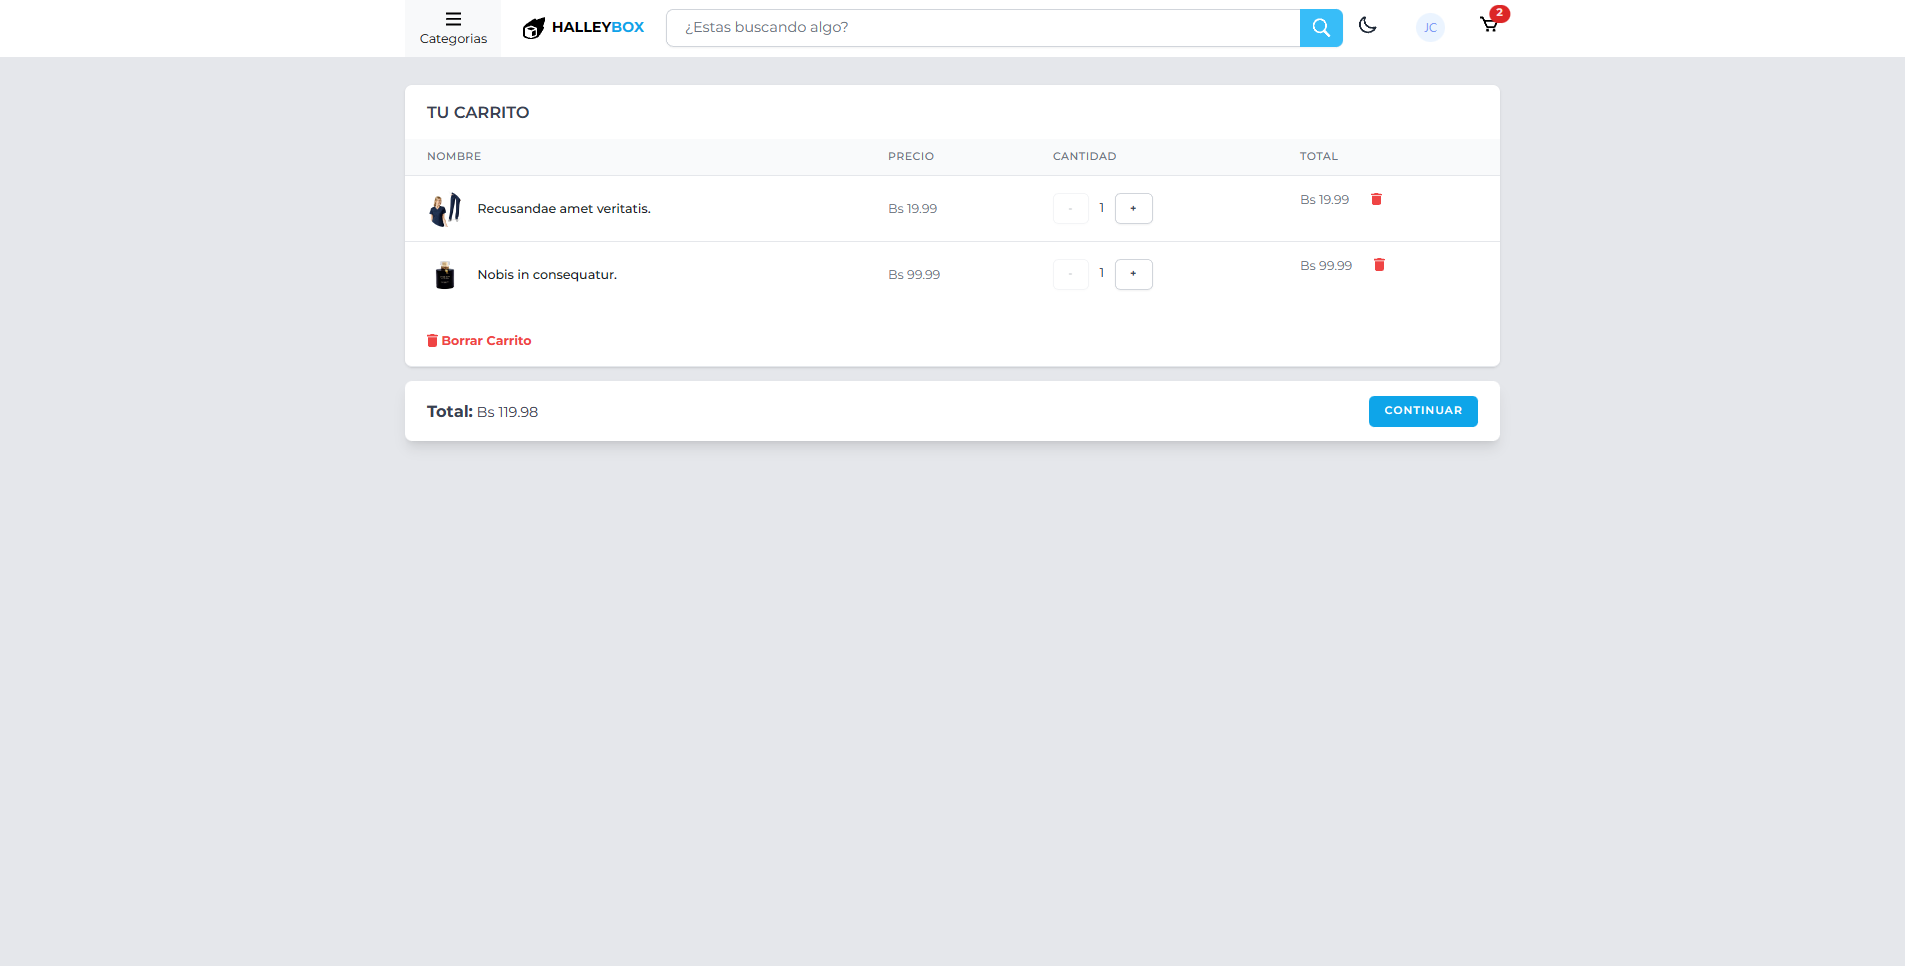 Categorias
HALLEYBOX
¿Estas buscando algo?
JC
2
TU CARRITO
NOMBRE PRECIO CANTIDAD TOTAL
Recusandae amet veritatis. Bs 19.99 - 1 + Bs 19.99
Nobis in consequatur. Bs 99.99 - 1 + Bs 99.99
Borrar Carrito
Total: Bs 119.98 CONTINUAR